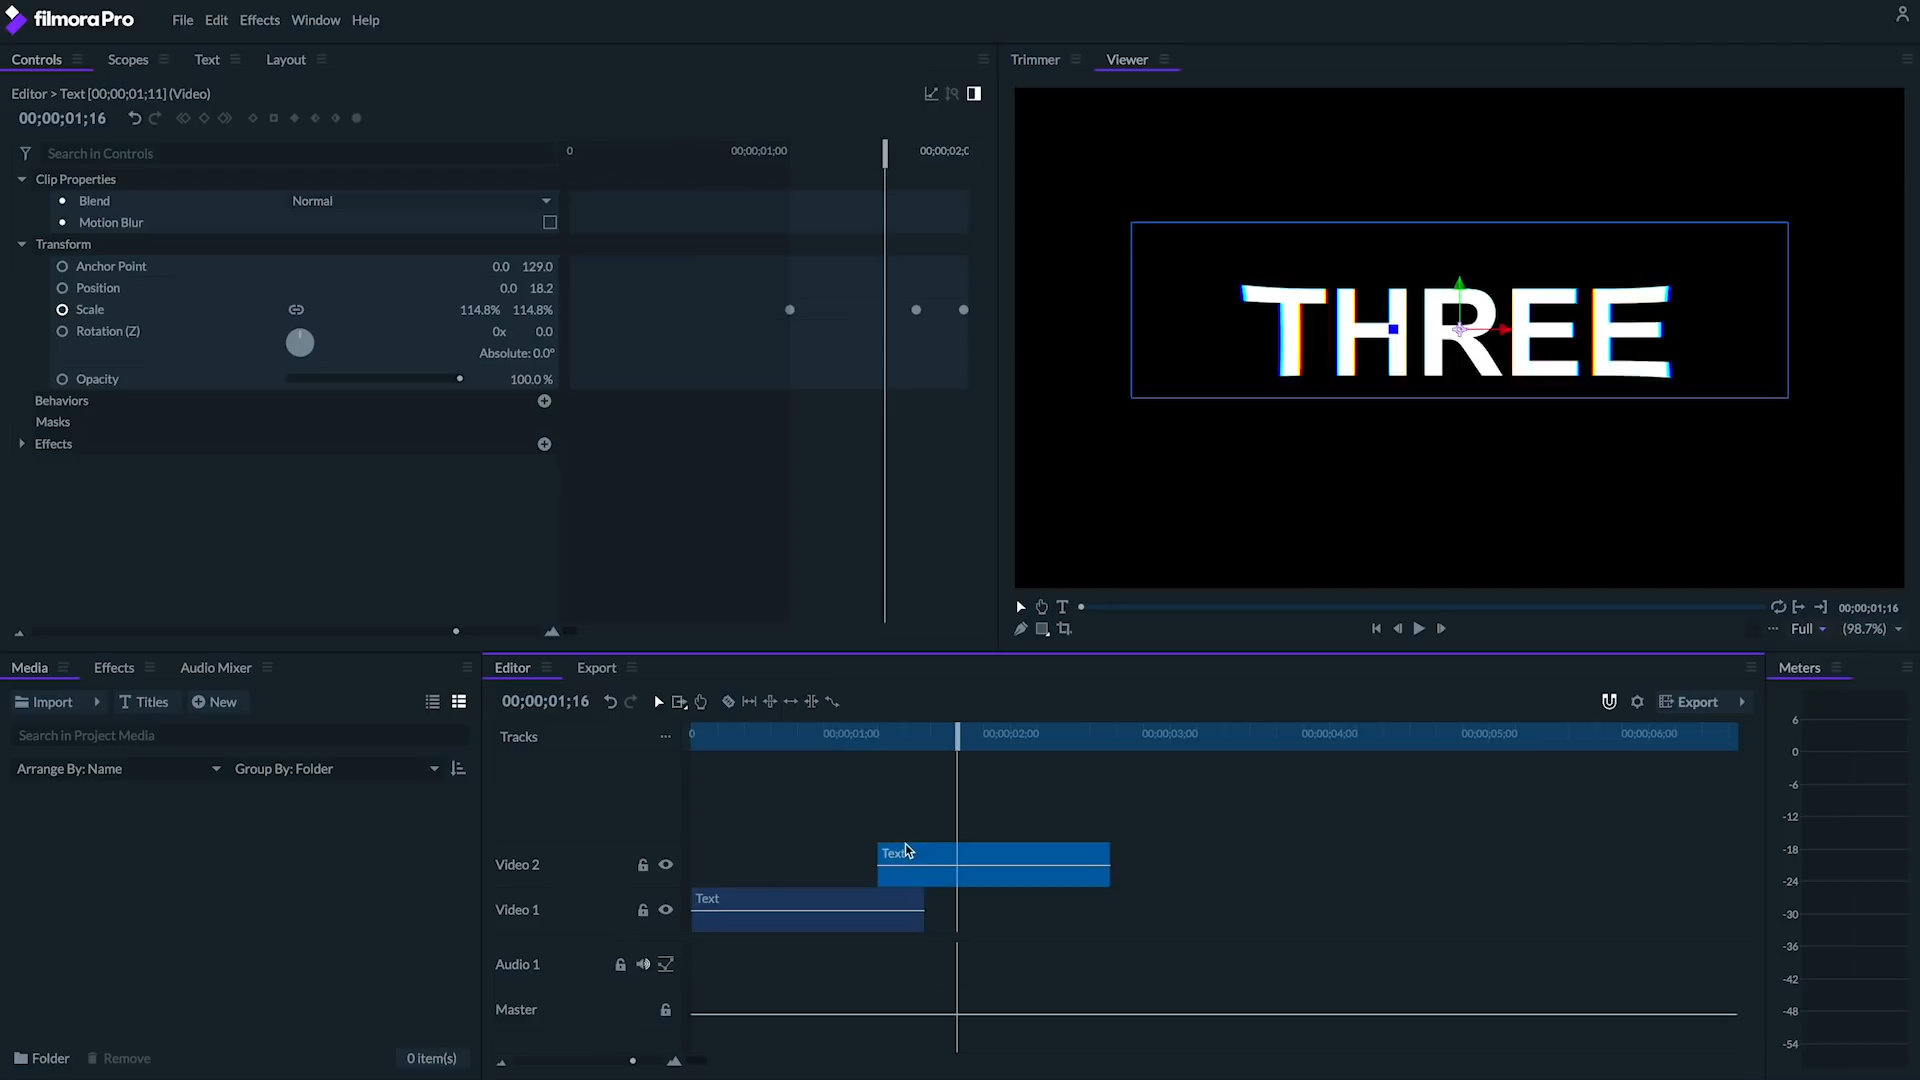 filmoraPro File Edit Effects Window Help
Controls Scopes Text Layout
Trimmer Viewer
Editor > Text [00;00;01;11] (Video)
00;00;01;16
Search in Controls
0 00;00;01;00 00;00;02;0
Clip Properties
Blend Normal
Motion Blur
Transform
Anchor Point 0.0 129.0
Position 0.0 18.2
Scale 114.8% 114.8%
Rotation (Z) 0x 0.0
Absolute: 0.0°
Opacity 100.0 %
Behaviors
Masks
Effects
THREE
00;00;01;16
Full (98.7%)
Media Effects Audio Mixer
Import Titles New
Search in Project Media
Arrange By: Name Group By: Folder
Folder Remove 0 item(s)
Editor Export
00;00;01;16 Export
Tracks 0 00;00;01;00 00;00;02;00 00;00;03;00 00;00;04;00 00;00;05;00 00;00;06;00
Video 2 Text
Video 1 Text
Audio 1
Master
Meters
6
0
-6
-12
-18
-24
-30
-36
-42
-48
-54